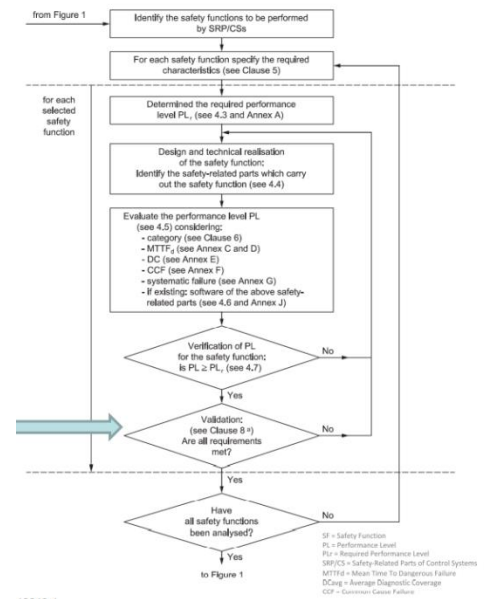 from Figure 1
Identify the safety functions to be performed
by SRP/CSs
For each safety function specify the required
characteristics (see Clause 5)
for each
selected
safety
function
Determined the required performance
level PLr (see 4.3 and Annex A)
Design and technical realisation
of the safety function:
Identify the safety-related parts which carry
out the safety function (see 4.4)
Evaluate the performance level PL
(see 4.5) considering:
- category (see Clause 6)
- MTTFd (see Annex C and D)
- DC (see Annex E)
- CCF (see Annex F)
- systematic failure (see Annex G)
- if existing: software of the above safety-
related parts (see 4.6 and Annex J)
Verification of PL
for the safety function:
is PL ≥ PLr (see 4.7)
No
Yes
Validation:
(see Clause 8 a)
Are all requirements
met?
No
Yes
Have
all safety functions
been analysed?
No
Yes
to Figure 1
SF = Safety Function
PL = Performance Level
PLr = Required Performance Level
SRP/CS = Safety-Related Parts of Control Systems
MTTFd = Mean Time To Dangerous Failure
DCavg = Average Diagnostic Coverage
CCF = Common Cause Failure